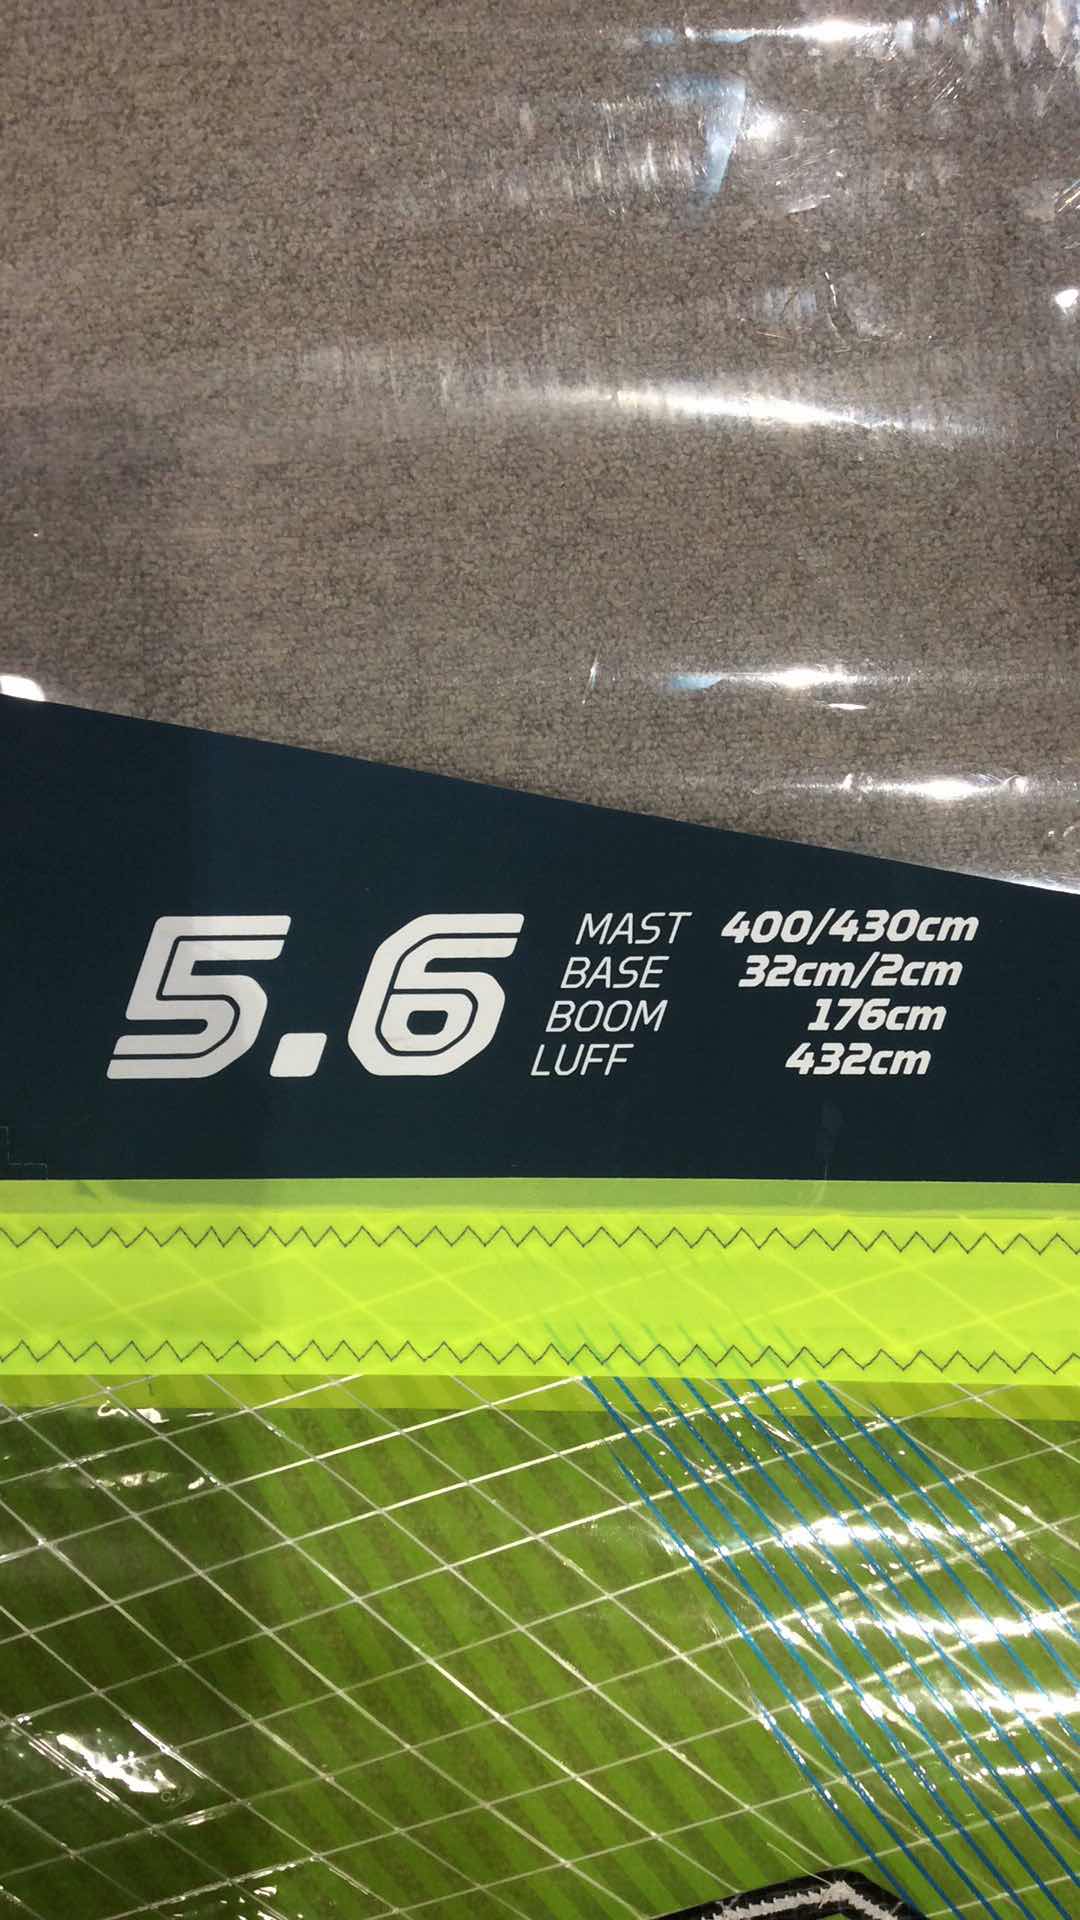 5.6
MAST 400/430cm
BASE 32cm/2cm
BOOM 176cm
LUFF 432cm